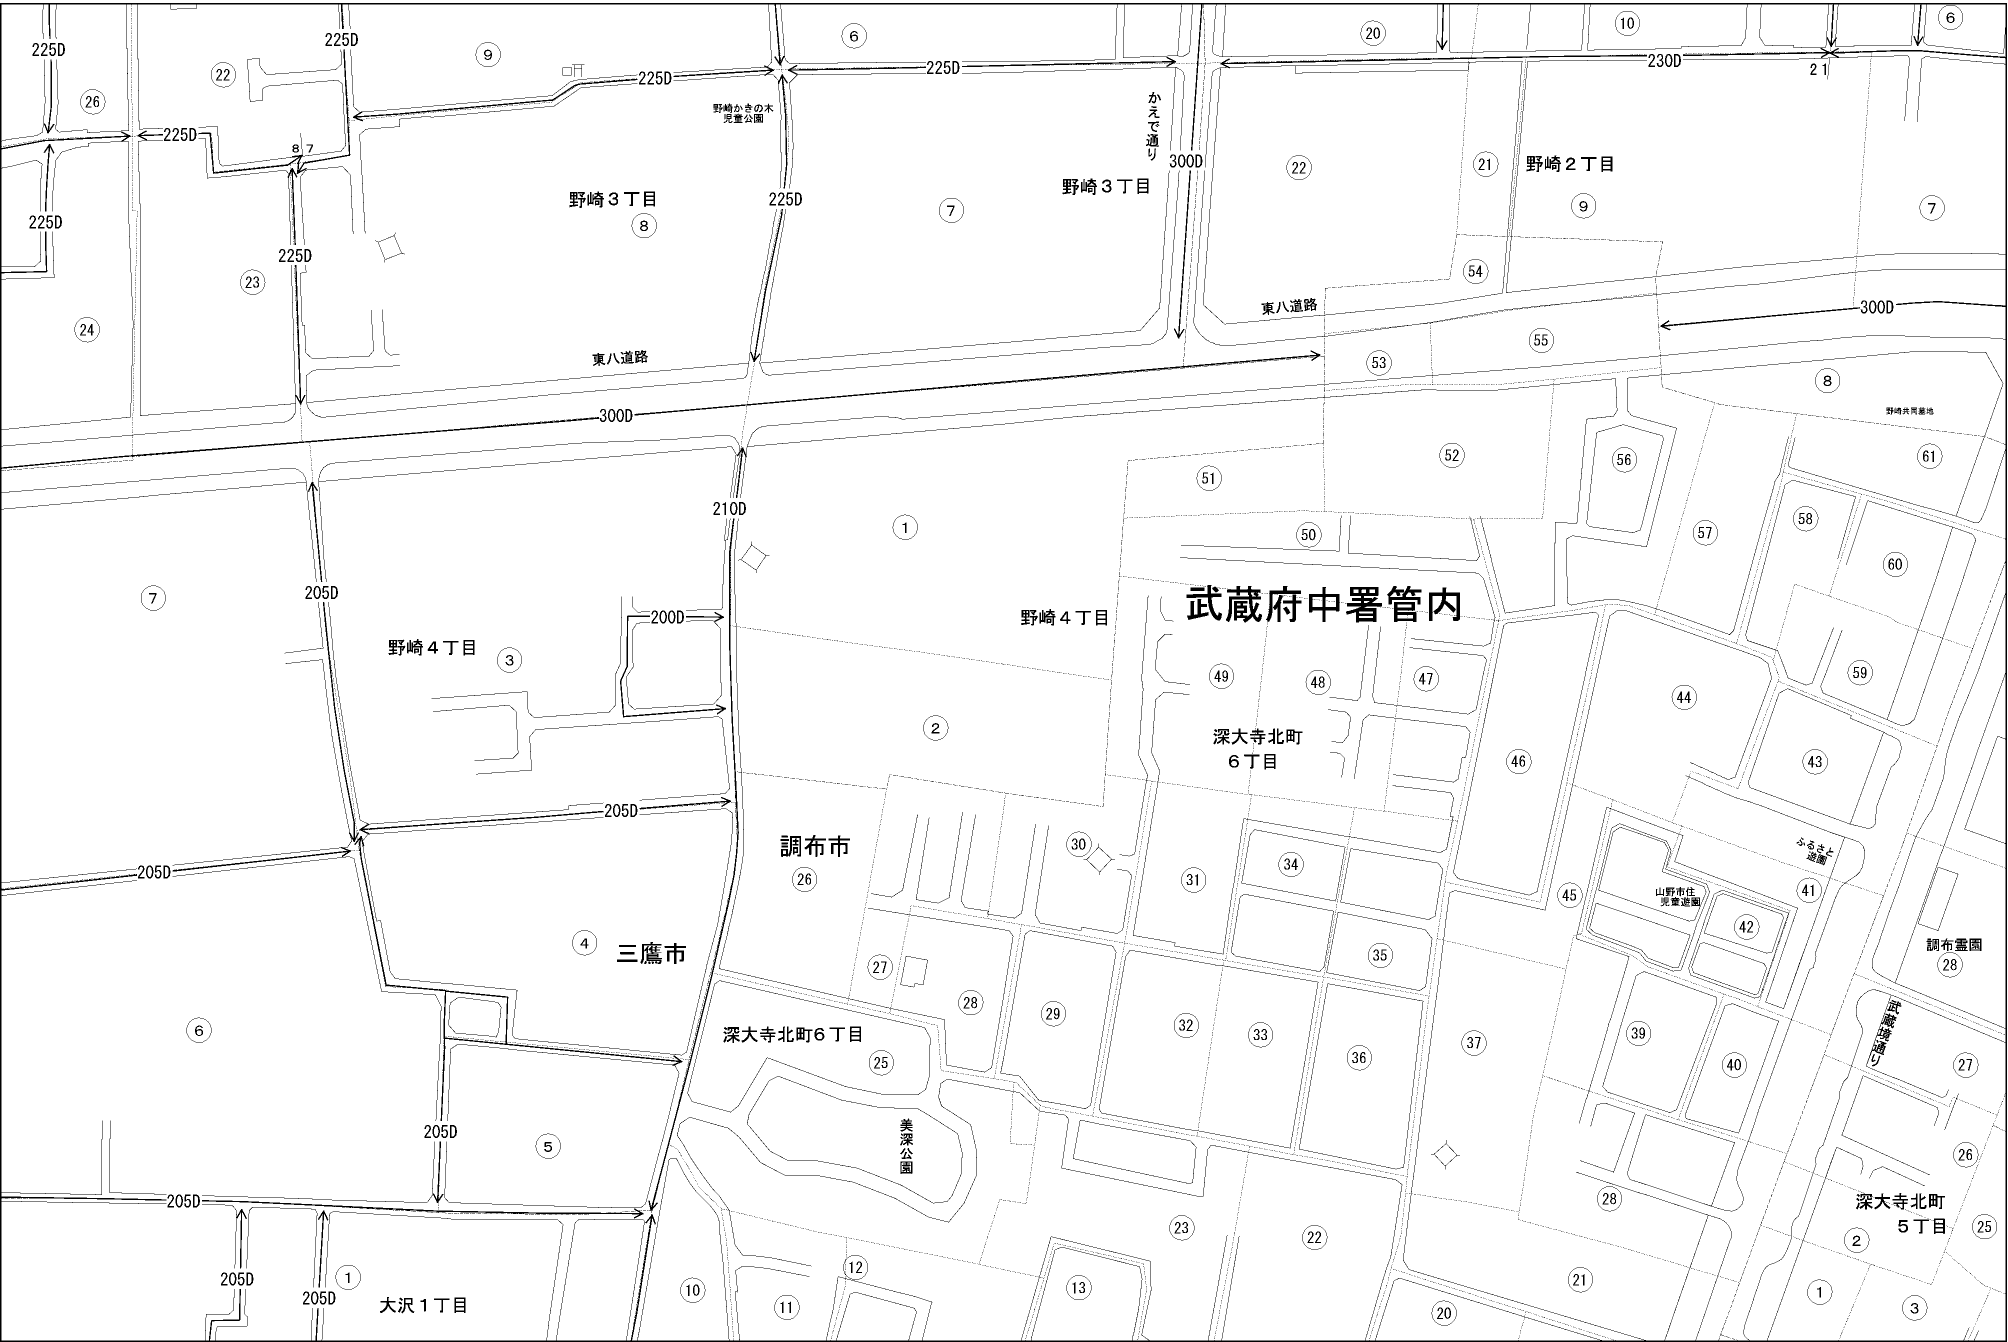 225D
225D
9
6
20
10
6
22
225D
225D
230D
21
26
野崎かきの木
児童公園
かえで通り
225D
87
300D
22
21
野崎２丁目
野崎３丁目
8
225D
7
野崎３丁目
9
7
225D
225D
23
54
24
東八道路
300D
東八道路
55
53
8
300D
野崎共同墓地
210D
51
52
56
61
1
50
57
58
60
7
205D
200D
野崎４丁目
武蔵府中署管内
野崎４丁目
3
49
48
47
44
59
2
深大寺北町
６丁目
46
43
205D
調布市
26
30
31
34
ふるさと
遊園
205D
45
山野市住
児童遊園
41
42
4
三鷹市
27
35
調布霊園
28
28
29
32
33
36
37
39
40
武蔵境通り
27
6
深大寺北町６丁目
25
205D
5
美深公園
26
205D
28
深大寺北町
５丁目
23
22
2
25
205D
205D
1
大沢１丁目
10
11
12
13
20
21
1
3